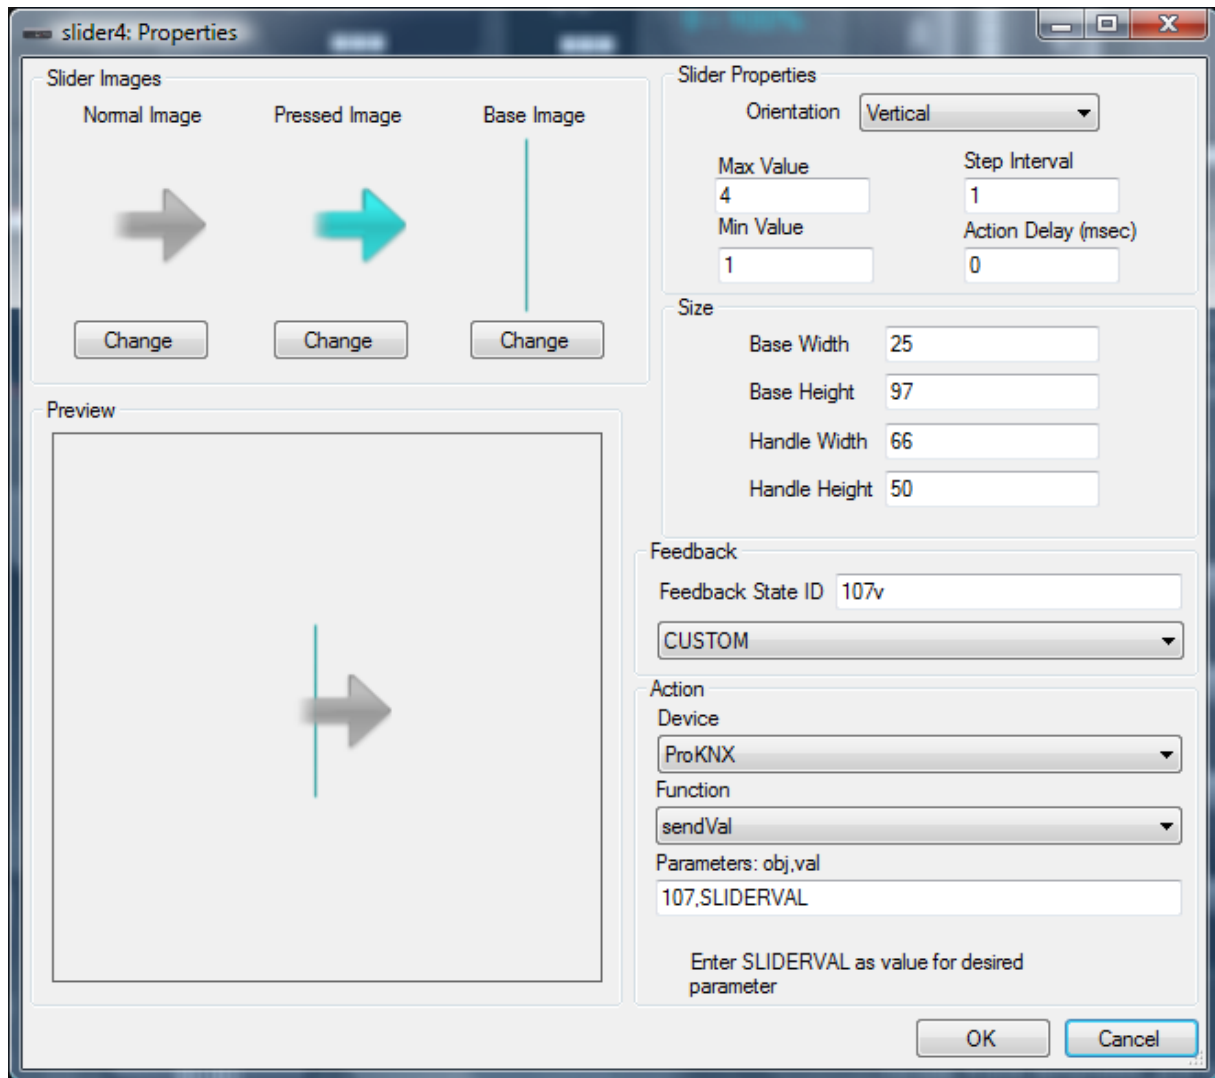 slider4: Properties
Slider Images
Normal Image
Pressed Image
Base Image
Change
Change
Change
Preview
Slider Properties
Orientation Vertical
Max Value
4
Step Interval
1
Min Value
1
Action Delay (msec)
0
Size
Base Width 25
Base Height 97
Handle Width 66
Handle Height 50
Feedback
Feedback State ID 107v
CUSTOM
Action
Device
ProKNX
Function
sendVal
Parameters: obj,val
107,SLIDERVAL
Enter SLIDERVAL as value for desired
parameter
OK
Cancel